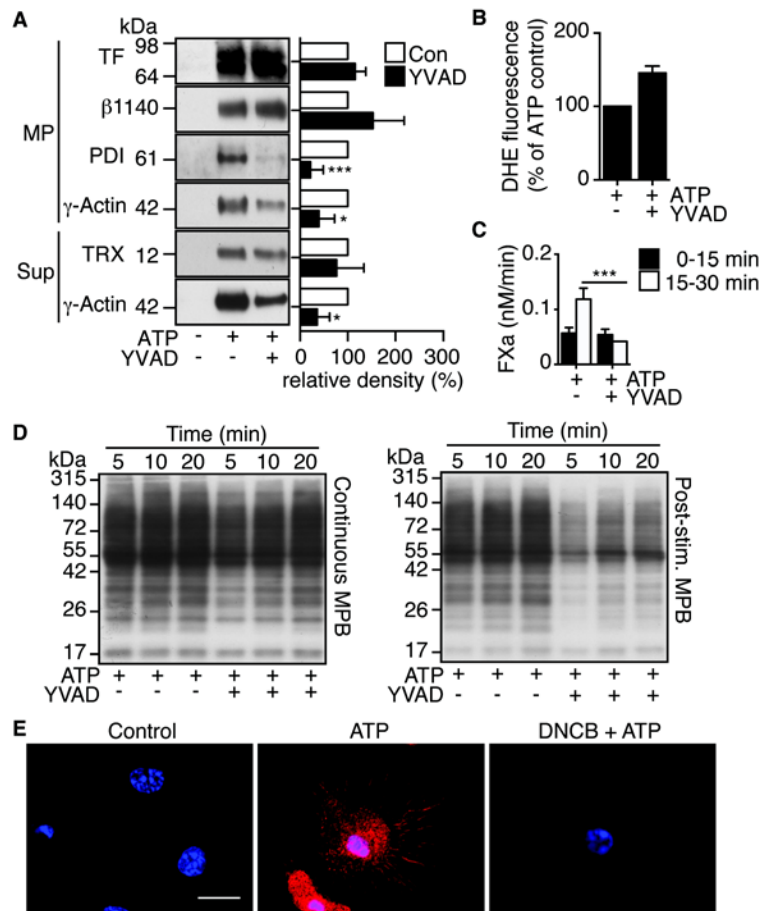 A
kDa
MP
TF 98
64
β1 140
PDI 61
γ-Actin 42
Sup
TRX 12
γ-Actin 42
ATP - + +
YVAD - - +
Con
YVAD
***
*
*
0 100 200 300
relative density (%)
B
DHE fluorescence
(% of ATP control)
200
100
0
+ + ATP
- + YVAD
C
FXa (nM/min)
0.2
0.1
0
***
0-15 min
15-30 min
+ + ATP
- + YVAD
D
Time (min)
kDa 5 10 20 5 10 20
315
140
72
55
42
26
17
Continuous MPB
ATP + + + + + +
YVAD - - - + + +
Time (min)
kDa 5 10 20 5 10 20
315
140
72
55
42
26
17
Post-stim. MPB
ATP + + + + + +
YVAD - - - + + +
E
Control
ATP
DNCB + ATP